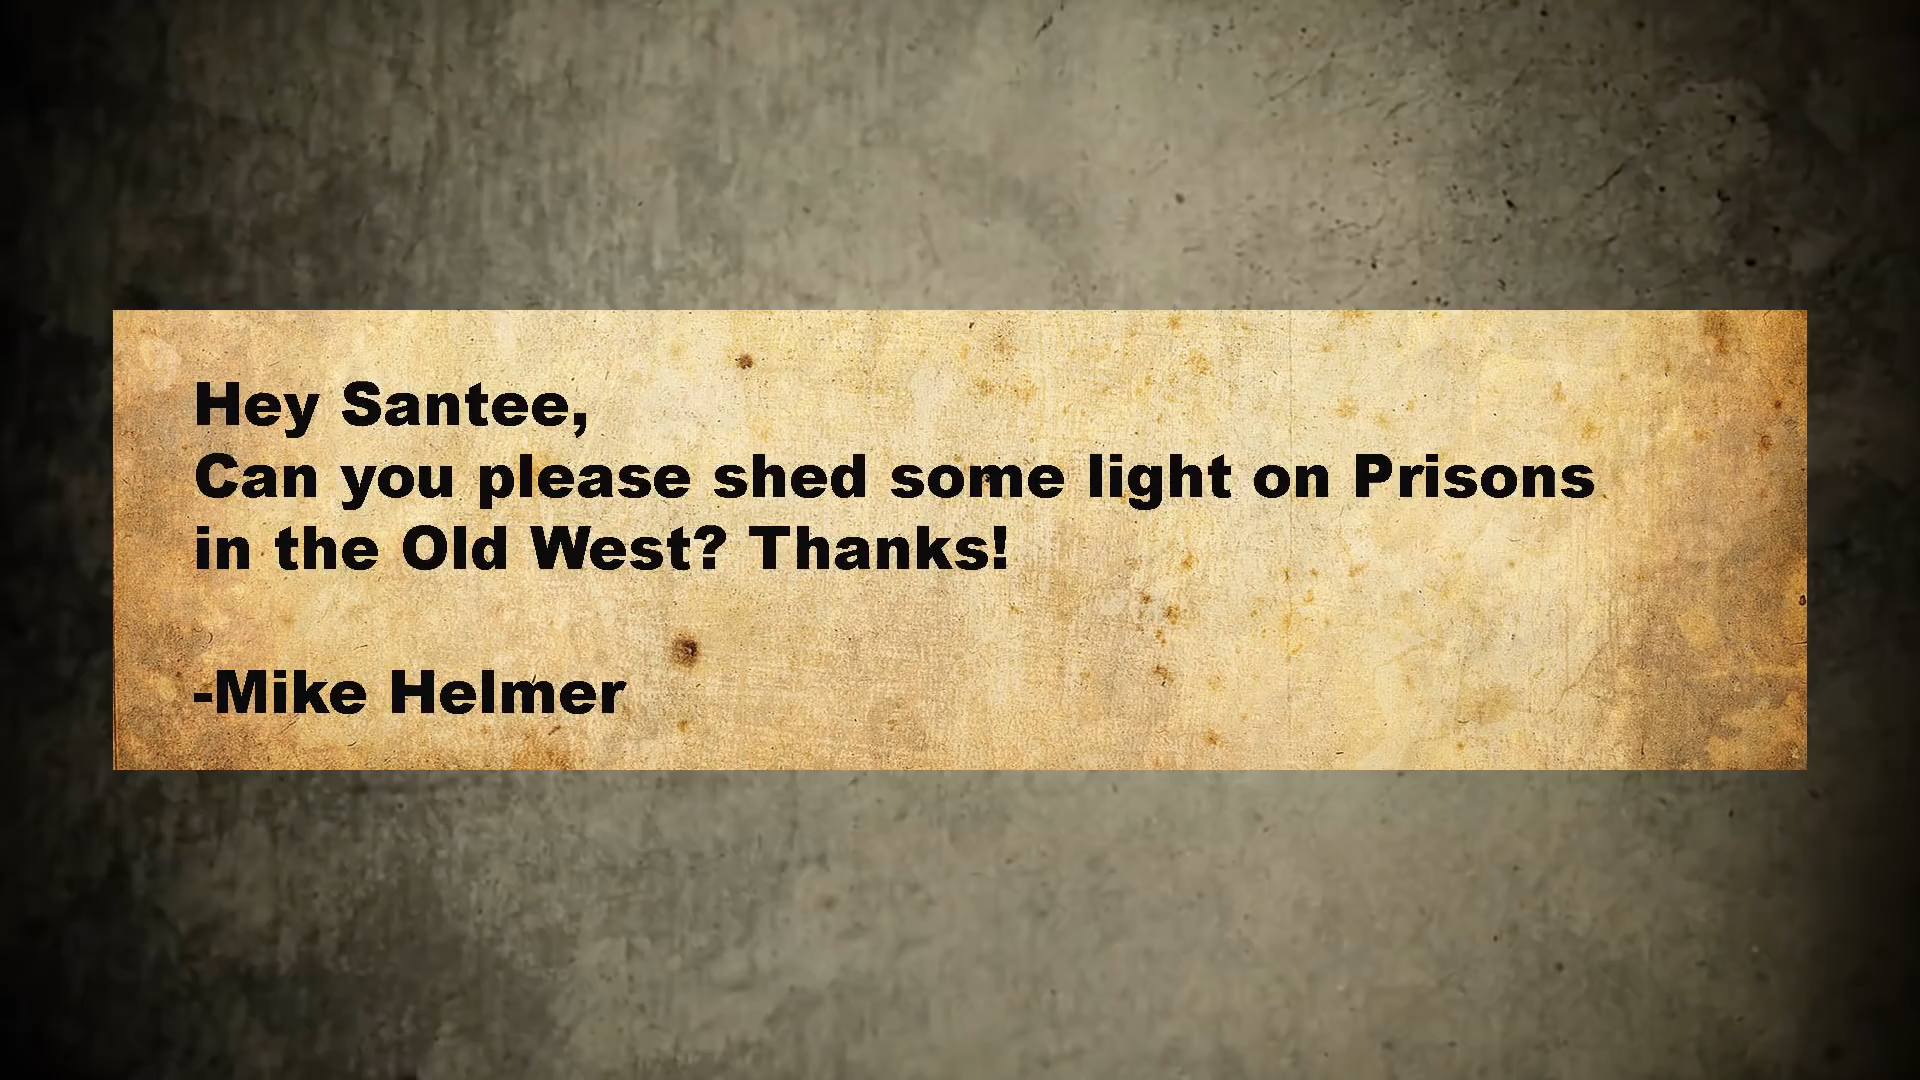 Hey Santee,
Can you please shed some light on Prisons
in the Old West? Thanks!
-Mike Helmer